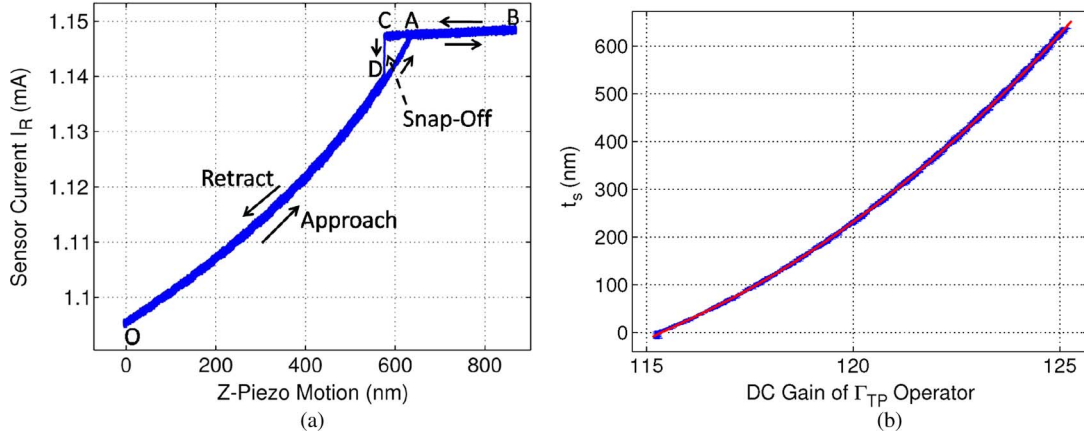 1.15
1.14
1.13
1.12
1.11
1.1
Sensor Current I_R (mA)
C A B
D
Snap-Off
Retract
Approach
O
0 200 400 600 800
Z-Piezo Motion (nm)
(a)
600
500
400
300
200
100
0
t_s (nm)
115 120 125
DC Gain of Γ_TP Operator
(b)